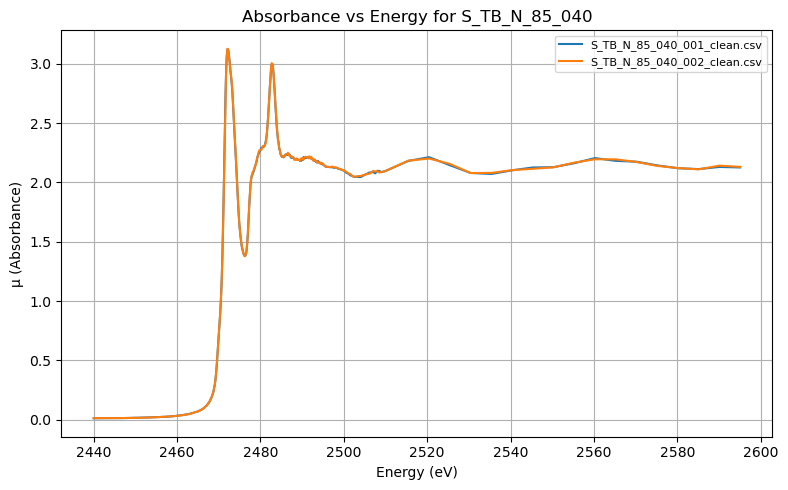 Absorbance vs Energy for S_TB_N_85_040
S_TB_N_85_040_001_clean.csv
S_TB_N_85_040_002_clean.csv
μ (Absorbance)
3.0
2.5
2.0
1.5
1.0
0.5
0.0
2440 2460 2480 2500 2520 2540 2560 2580 2600
Energy (eV)